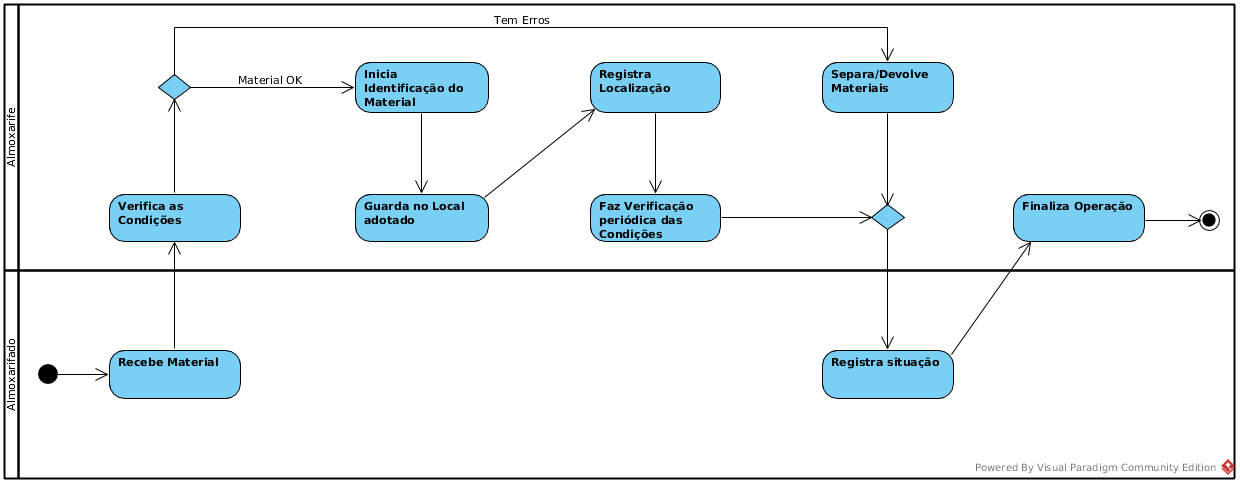 Tem Erros
Almoxarife
Material OK
Inicia
Identificação do
Material
Registra
Localização
Separa/Devolve
Materiais
Verifica as
Condições
Guarda no Local
adotado
Faz Verificação
periódica das
Condições
Finaliza Operação
Almoxarifado
Recebe Material
Registra situação
Powered By Visual Paradigm Community Edition